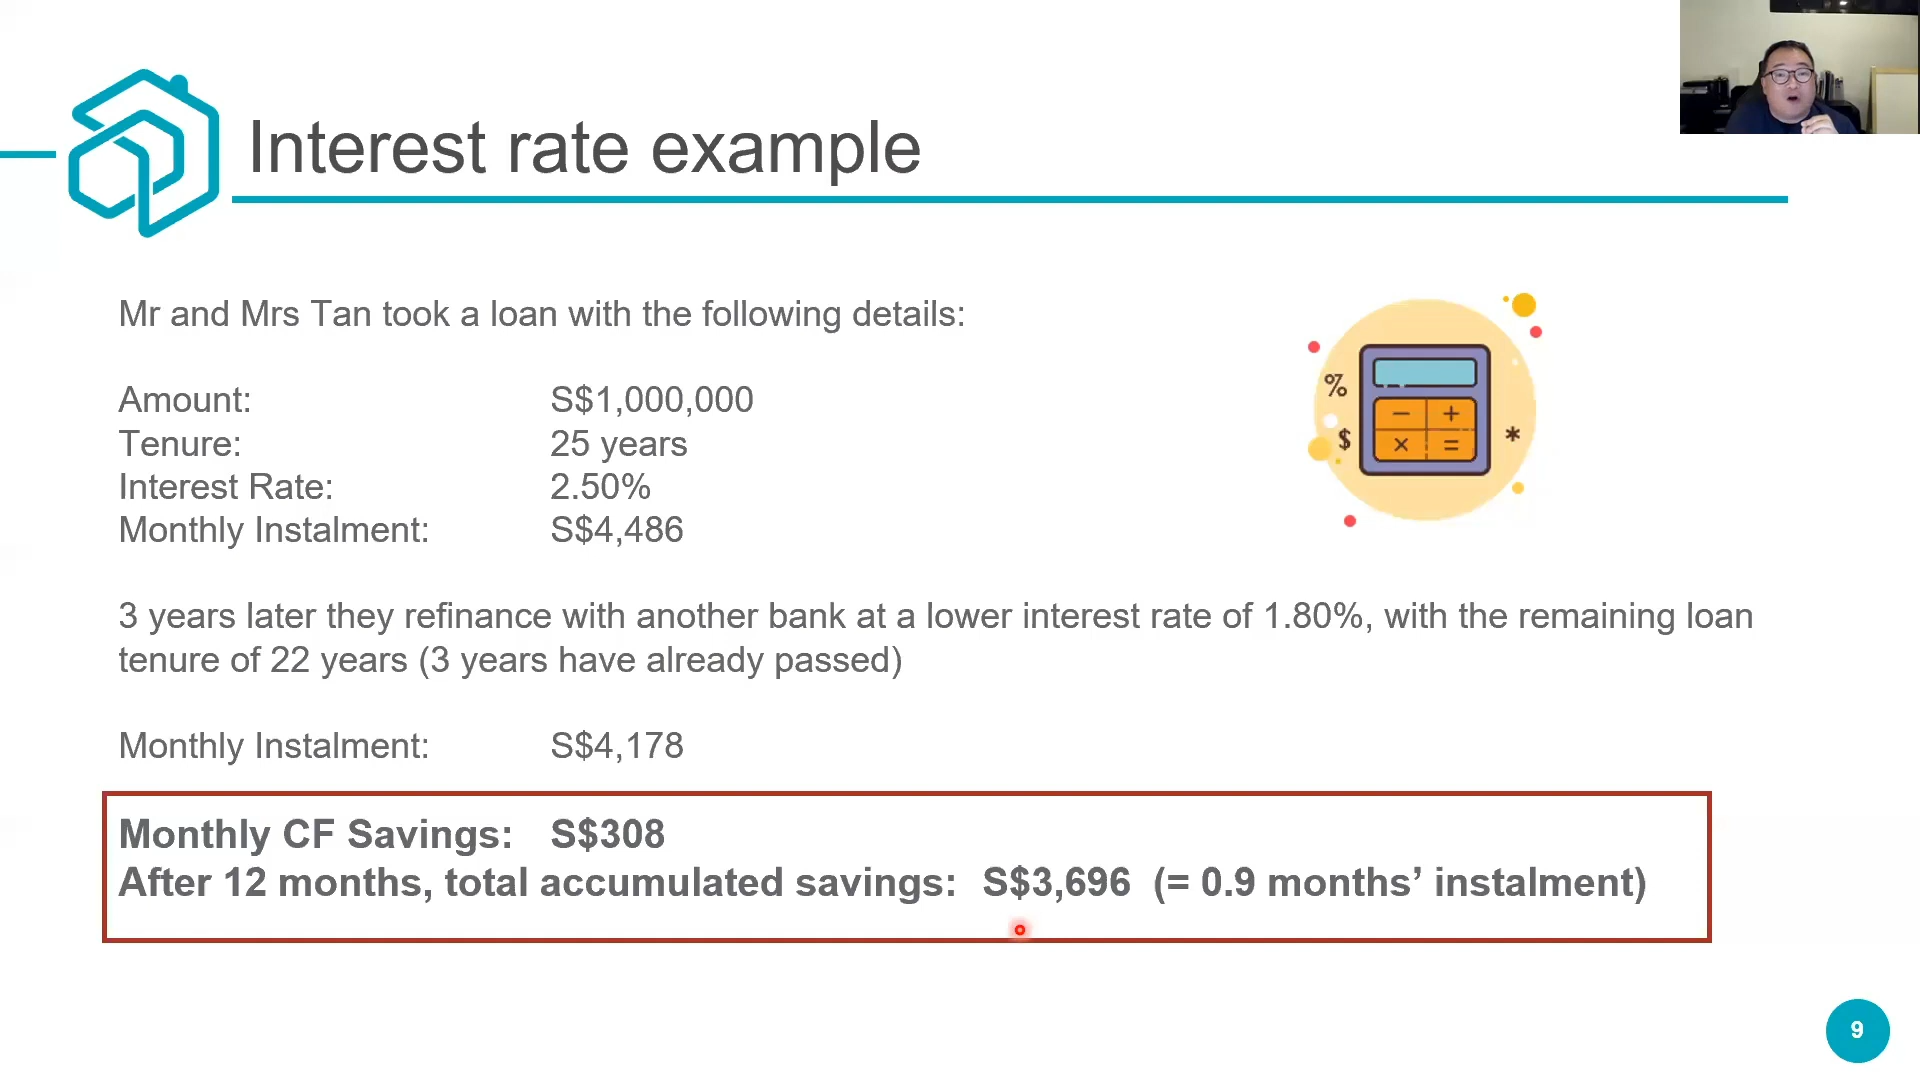 Interest rate example
Mr and Mrs Tan took a loan with the following details:
Amount: S$1,000,000
Tenure: 25 years
Interest Rate: 2.50%
Monthly Instalment: S$4,486
3 years later they refinance with another bank at a lower interest rate of 1.80%, with the remaining loan
tenure of 22 years (3 years have already passed)
Monthly Instalment: S$4,178
Monthly CF Savings: S$308
After 12 months, total accumulated savings: S$3,696 (= 0.9 months’ instalment)
% $ − + × = *
9